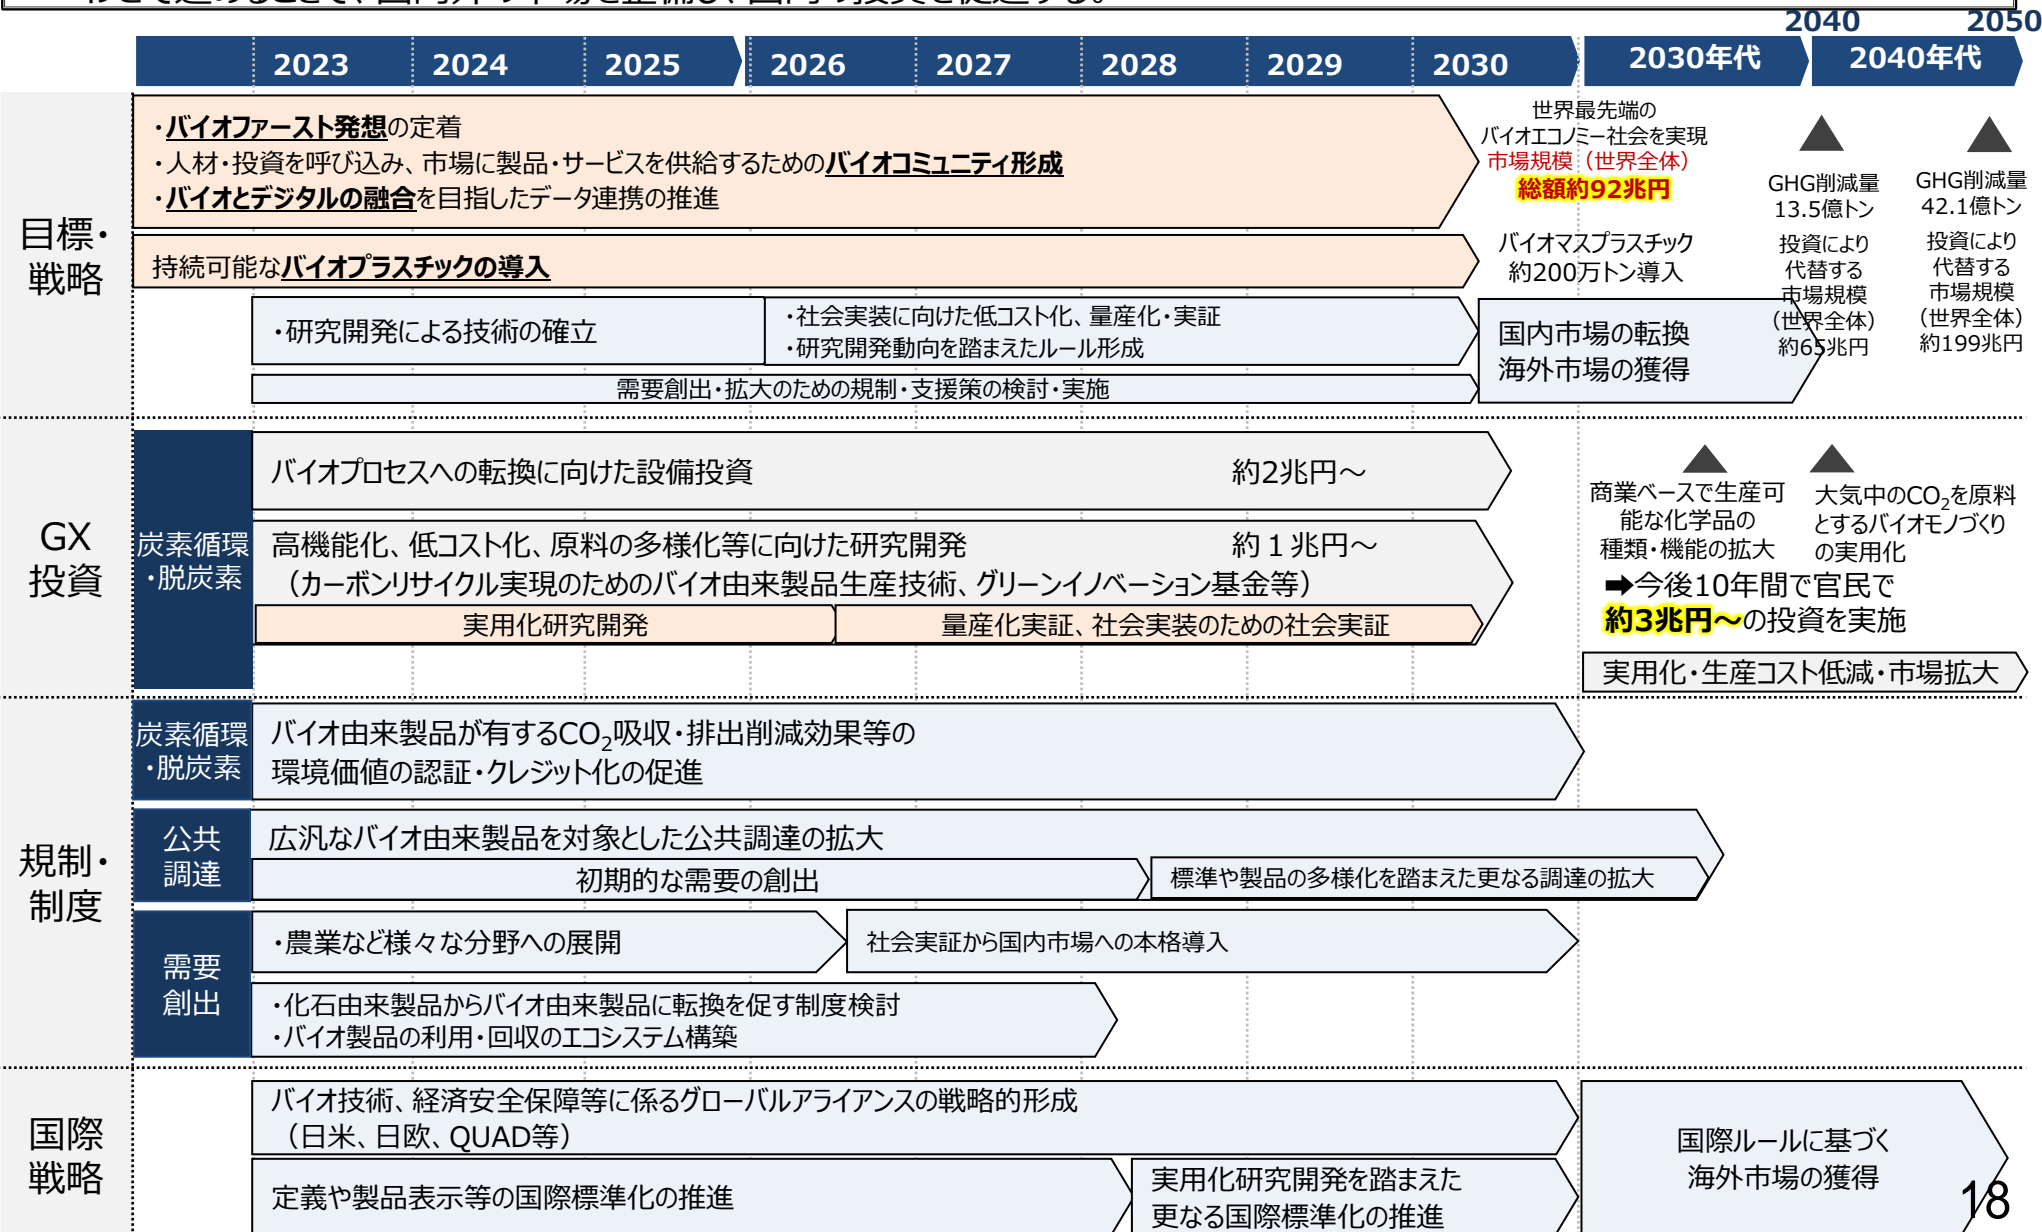 2040 2050
2023 2024 2025 2026 2027 2028 2029 2030 2030年代 2040年代
目標・
戦略
・バイオファースト発想の定着
・人材・投資を呼び込み、市場に製品・サービスを供給するためのバイオコミュニティ形成
・バイオとデジタルの融合を目指したデータ連携の推進
世界最先端の
バイオエコノミー社会を実現
市場規模（世界全体）
総額約92兆円
持続可能なバイオプラスチックの導入
バイオマスプラスチック
約200万トン導入
・研究開発による技術の確立
・社会実装に向けた低コスト化、量産化・実証
・研究開発動向を踏まえたルール形成
需要創出・拡大のための規制・支援策の検討・実施
国内市場の転換
海外市場の獲得
GHG削減量
13.5億トン
投資により
代替する
市場規模
（世界全体）
約65兆円
GHG削減量
42.1億トン
投資により
代替する
市場規模
（世界全体）
約199兆円
GX
投資
炭素循環
・脱炭素
バイオプロセスへの転換に向けた設備投資 約2兆円～
高機能化、低コスト化、原料の多様化等に向けた研究開発 約１兆円～
（カーボンリサイクル実現のためのバイオ由来製品生産技術、グリーンイノベーション基金等）
実用化研究開発
量産化実証、社会実装のための社会実証
商業ベースで生産可
能な化学品の
種類・機能の拡大
大気中のCO2を原料
とするバイオモノづくり
の実用化
➡今後10年間で官民で
約3兆円～の投資を実施
実用化・生産コスト低減・市場拡大
規制・
制度
炭素循環
・脱炭素
バイオ由来製品が有するCO2吸収・排出削減効果等の
環境価値の認証・クレジット化の促進
公共
調達
広汎なバイオ由来製品を対象とした公共調達の拡大
初期的な需要の創出
標準や製品の多様化を踏まえた更なる調達の拡大
需要
創出
・農業など様々な分野への展開
社会実証から国内市場への本格導入
・化石由来製品からバイオ由来製品に転換を促す制度検討
・バイオ製品の利用・回収のエコシステム構築
国際
戦略
バイオ技術、経済安全保障等に係るグローバルアライアンスの戦略的形成
（日米、日欧、QUAD等）
定義や製品表示等の国際標準化の推進
実用化研究開発を踏まえた
更なる国際標準化の推進
国際ルールに基づく
海外市場の獲得
18